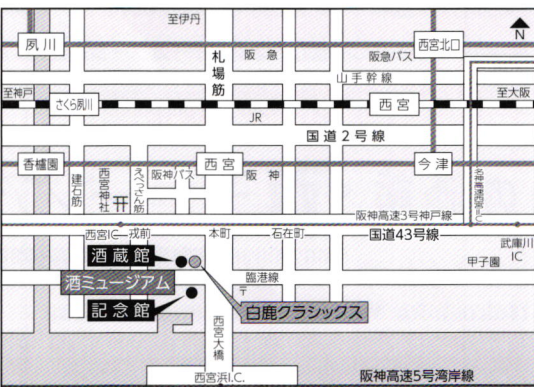 至伊丹
N
夙川
札場筋
阪急
阪急バス
西宮北口
山手幹線
至神戸
さくら夙川
JR
西宮
至大阪
国道2号線
香櫨園
建石筋
西宮神社
えべっさん筋
阪神バス
西宮
阪神
今津
名神高速西宮IC
阪神高速3号神戸線
西宮IC
戎前
本町
石在町
国道43号線
武庫川IC
甲子園
酒蔵館
酒ミュージアム
記念館
臨港線
〒
白鹿クラシックス
西宮大橋
西宮浜I.C.
阪神高速5号湾岸線